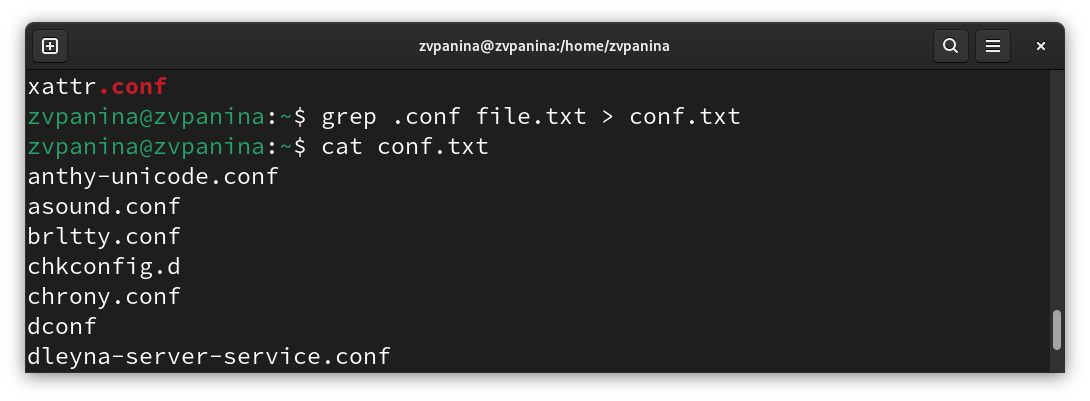 zvpanina@zvpanina:/home/zvpanina
xattr.conf
zvpanina@zvpanina:~$ grep .conf file.txt > conf.txt
zvpanina@zvpanina:~$ cat conf.txt
anthy-unicode.conf
asound.conf
brltty.conf
chkconfig.d
chrony.conf
dconf
dleyna-server-service.conf